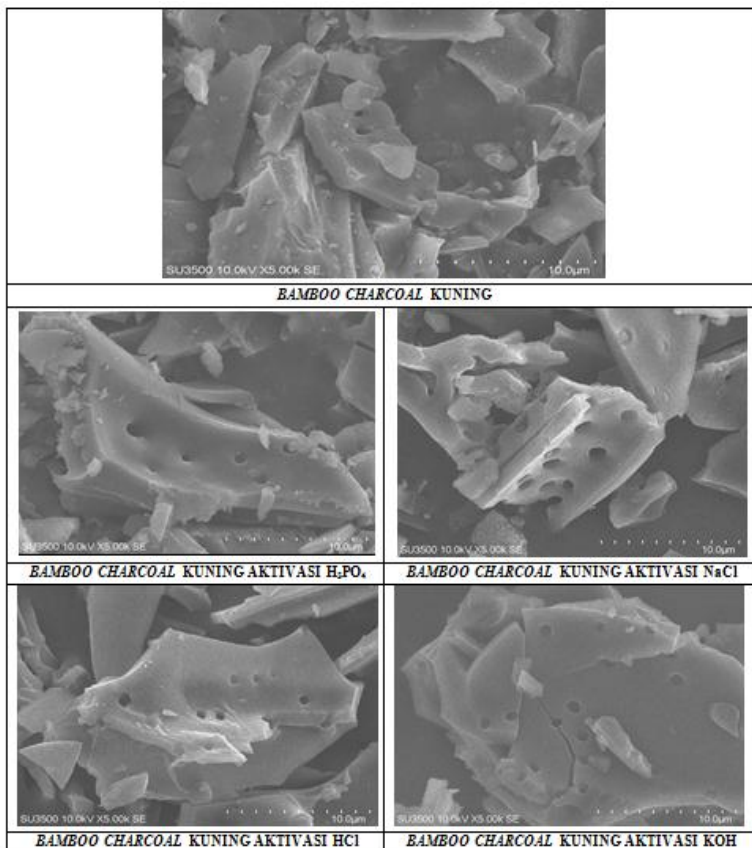 SU3500 10.0kV X5.00k SE 10.0μm
BAMBOO CHARCOAL KUNING
SU3500 10.0kV X5.00k SE 10.0μm
SU3500 10.0kV X5.00k SE 10.0μm
BAMBOO CHARCOAL KUNING AKTIVASI H₃PO₄
BAMBOO CHARCOAL KUNING AKTIVASI NaCl
SU3500 10.0kV X5.00k SE 10.0μm
SU3500 10.0kV X5.00k SE 10.0μm
BAMBOO CHARCOAL KUNING AKTIVASI HCl
BAMBOO CHARCOAL KUNING AKTIVASI KOH